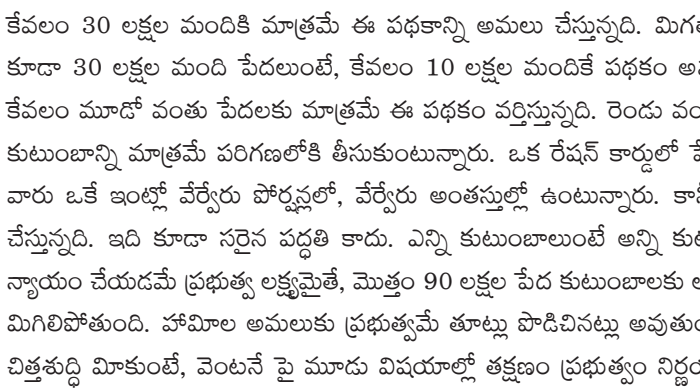 కేవలం 30 లక్షల మందికి మాత్రమే ఈ పథకాన్ని అమలు చేస్తున్నది.
కూడా 30 లక్షల మంది పేదలుంటే, కేవలం 10 లక్షల మందికే పథకం
కేవలం మూడో వంతు పేదలకు మాత్రమే ఈ పథకం వర్తిస్తున్నది. రెండు
కుటుంబాన్ని మాత్రమే పరిగణలోకి తీసుకుంటున్నారు. ఒక రేషన్ కార్డులో
వారు ఒకే ఇంట్లో వేర్వేరు పోర్షన్లలో, వేర్వేరు అంతస్తుల్లో ఉంటున్నారు.
చేస్తున్నది. ఇది కూడా సరైన పద్ధతి కాదు. ఎన్ని కుటుంబాలుంటే అన్ని
న్యాయం చేయడమే ప్రభుత్వ లక్ష్యమైతే, మొత్తం 90 లక్షల పేద కుటుంబాలకు
మిగిలిపోతుంది. హామీల అమలుకు ప్రభుత్వమే తూట్లు పొడిచినట్లు
చిత్తశుద్ధి మీకుంటే, వెంటనే పై మూడు విషయాల్లో తక్షణం ప్రభుత్వం